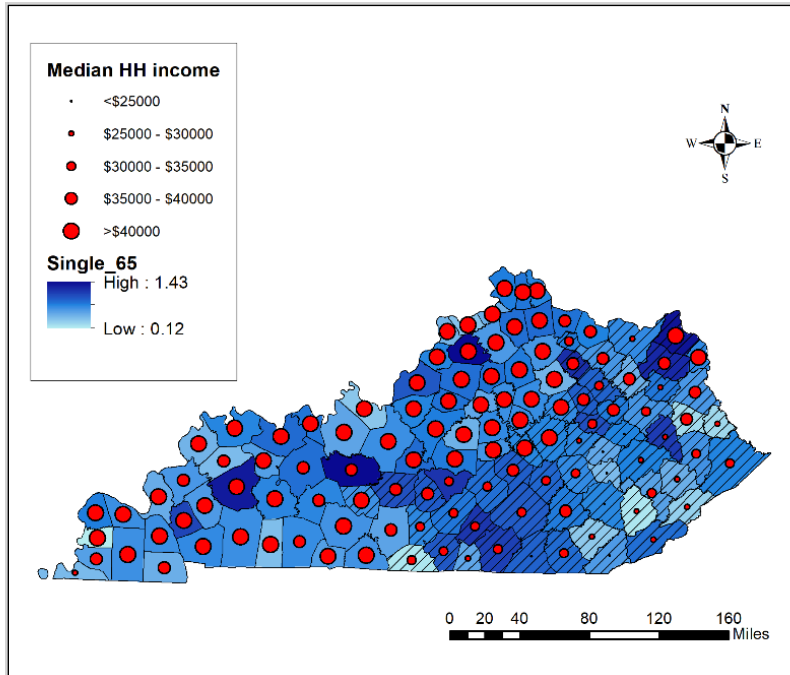 Median HH income
<$25000
$25000 - $30000
$30000 - $35000
$35000 - $40000
>$40000
Single_65
High : 1.43
Low : 0.12
N
W E
S
0 20 40 80 120 160
Miles